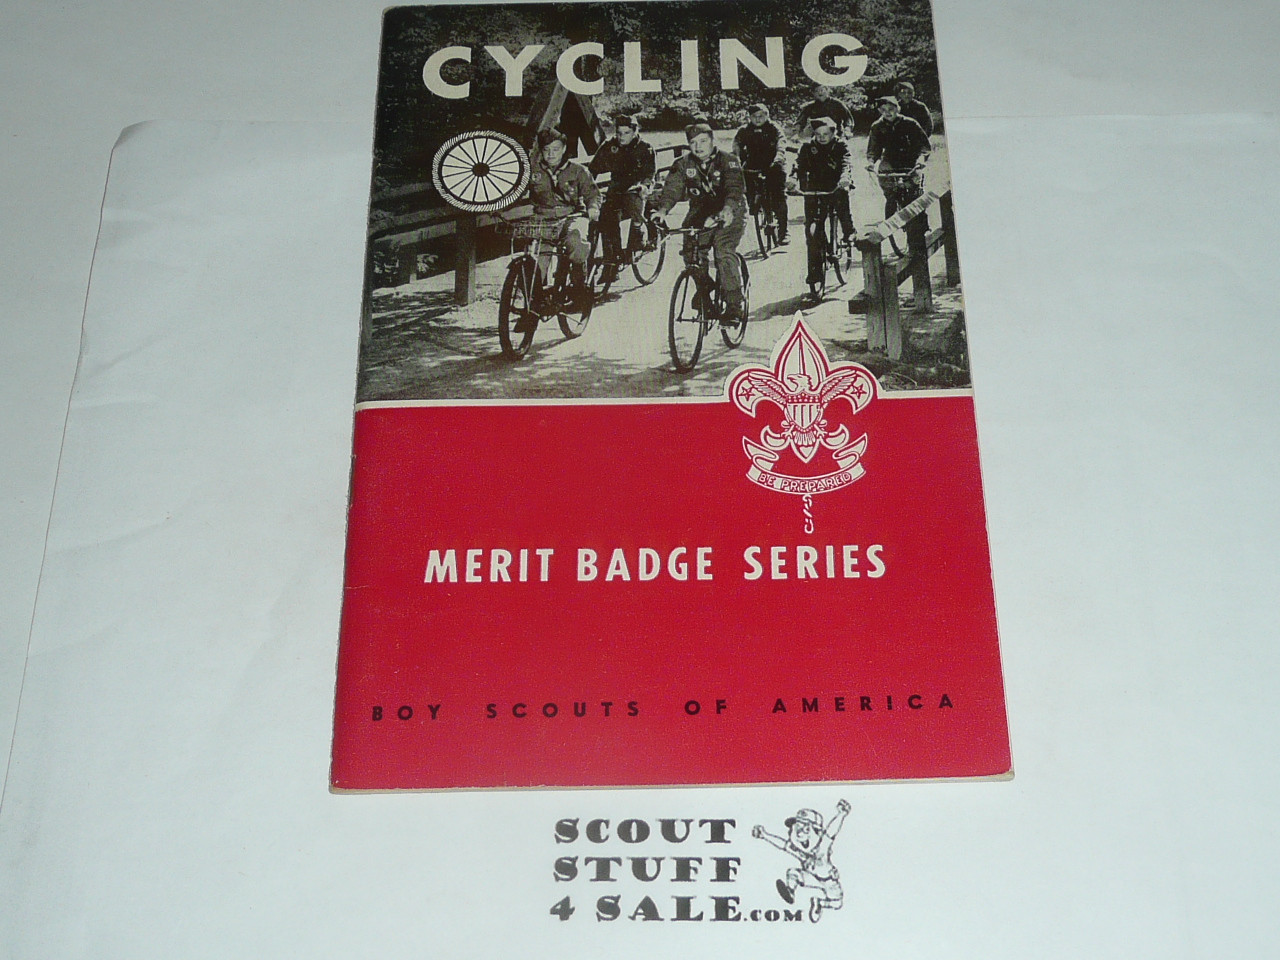 CYCLING
BE PREPARED
MERIT BADGE SERIES
BOY SCOUTS OF AMERICA
SCOUT
STUFF
4 SALE.COM